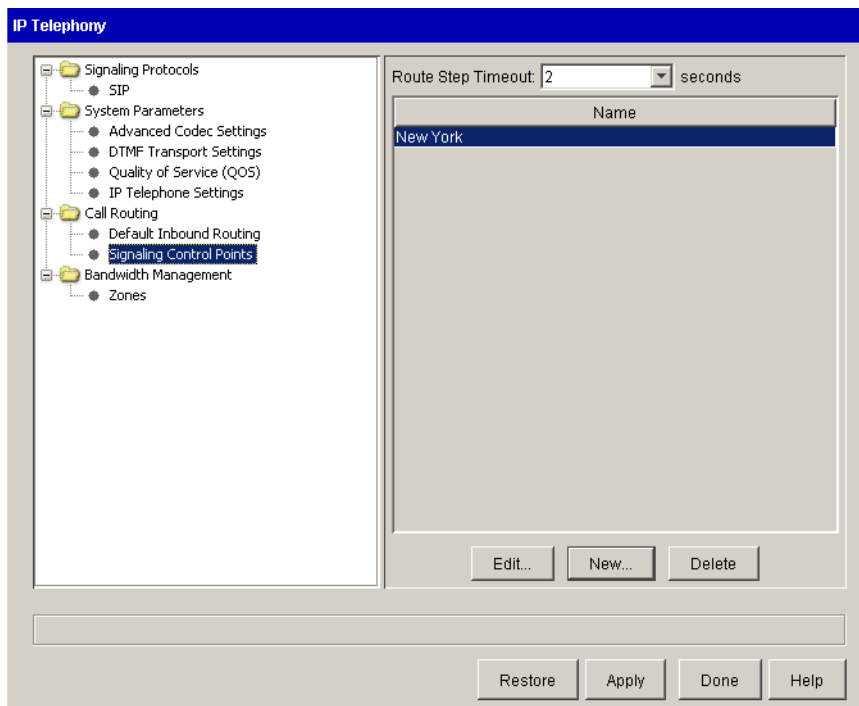 IP Telephony
Signaling Protocols
SIP
System Parameters
Advanced Codec Settings
DTMF Transport Settings
Quality of Service (QOS)
IP Telephone Settings
Call Routing
Default Inbound Routing
Signaling Control Points
Bandwidth Management
Zones
Route Step Timeout: 2 seconds
Name
New York
Edit... New... Delete
Restore Apply Done Help